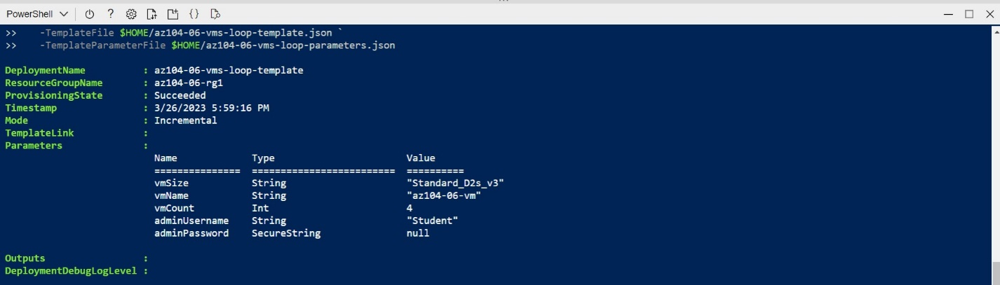 PowerShell
>> -TemplateFile $HOME/az104-06-vms-loop-template.json `
>> -TemplateParameterFile $HOME/az104-06-vms-loop-parameters.json
DeploymentName : az104-06-vms-loop-template
ResourceGroupName : az104-06-rg1
ProvisioningState : Succeeded
Timestamp : 3/26/2023 5:59:16 PM
Mode : Incremental
TemplateLink :
Parameters :
Name Type Value
=============== ========================= ==========
vmSize String "Standard_D2s_v3"
vmName String "az104-06-vm"
vmCount Int 4
adminUsername String "Student"
adminPassword SecureString null
Outputs :
DeploymentDebugLogLevel :